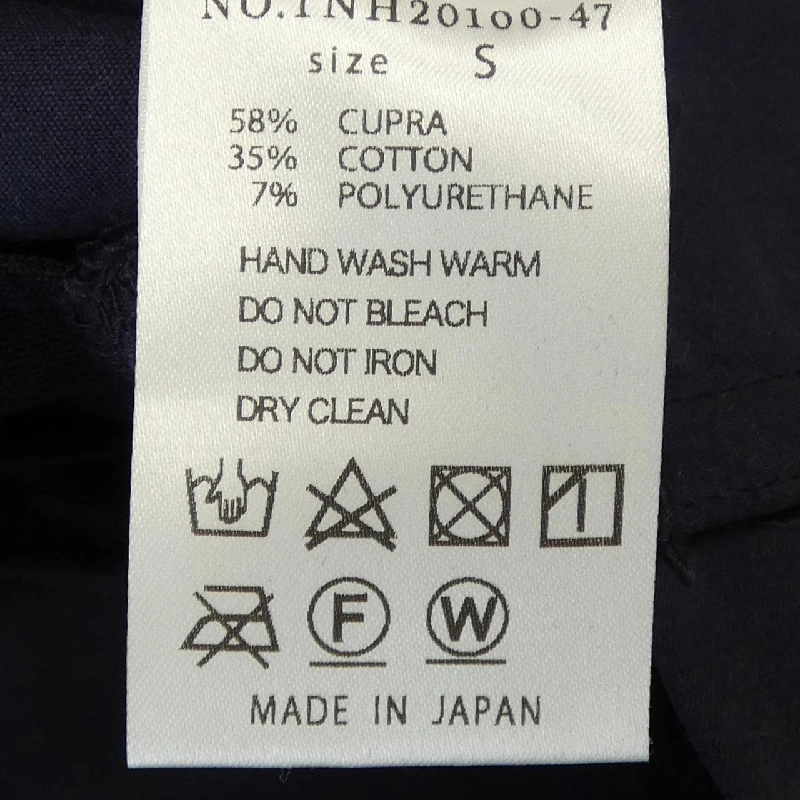 NO.TNH20100-47
size S
58% CUPRA
35% COTTON
7% POLYURETHANE
HAND WASH WARM
DO NOT BLEACH
DO NOT IRON
DRY CLEAN
F W
MADE IN JAPAN